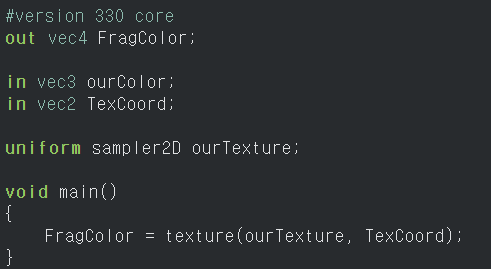 #version 330 core
out vec4 FragColor;
in vec3 ourColor;
in vec2 TexCoord;
uniform sampler2D ourTexture;
void main()
{
    FragColor = texture(ourTexture, TexCoord);
}